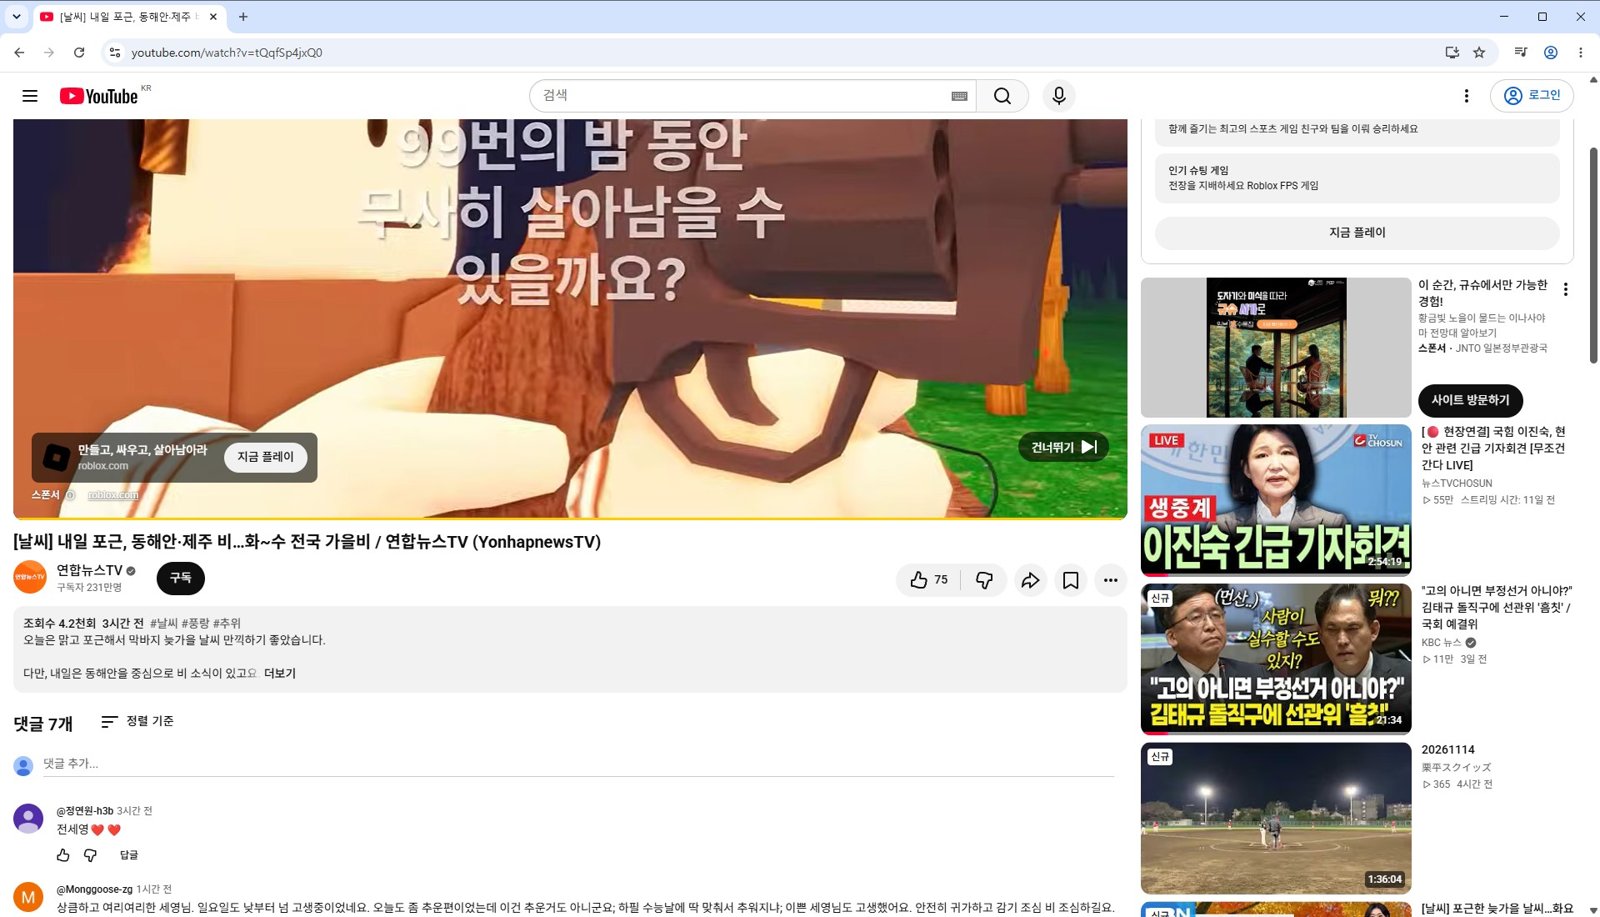 [날씨] 내일 포근, 동해안·제주 ㅂ
youtube.com/watch?v=tQqfSp4jxQ0
YouTube KR
검색
로그인
99번의 밤 동안
무사히 살아남을 수
있을까요?
만들고, 싸우고, 살아남아라
roblox.com
지금 플레이
건너뛰기
스폰서
roblox.com
[날씨] 내일 포근, 동해안·제주 비…화~수 전국 가을비 / 연합뉴스TV (YonhapnewsTV)
연합뉴스TV
연합뉴스TV
구독자 231만명
구독
75
조회수 4.2천회 3시간 전 #날씨 #풍랑 #추위
오늘은 맑고 포근해서 막바지 늦가을 날씨 만끽하기 좋았습니다.
다만, 내일은 동해안을 중심으로 비 소식이 있고요. 더보기
댓글 7개
정렬 기준
댓글 추가...
@정연원-h3b 3시간 전
전세영❤️ ❤️
답글
M
@Monggoose-zg 1시간 전
상큼하고 여리여리한 세영님. 일요일도 낮부터 넘 고생중이었네요. 오늘도 좀 추운편이었는데 이건 추운거도 아니군요; 하필 수능날에 딱 맞춰서 추워지냐; 이쁜 세영님도 고생했어요. 안전히 귀가하고 감기 조심 비 조심하길요.
함께 즐기는 최고의 스포츠 게임 친구와 팀을 이뤄 승리하세요
인기 슈팅 게임
전장을 지배하세요 Roblox FPS 게임
지금 플레이
도자기와 미식을 따라
규슈 사가로
이 순간, 규슈에서만 가능한
경험!
황금빛 노을이 물드는 이나사야
마 전망대 알아보기
스폰서 · JNTO 일본정부관광국
사이트 방문하기
LIVE
TV CHOSUN
생중계
이진숙 긴급 기자회견
2:54:19
[🔴 현장연결] 국힘 이진숙, 현
안 관련 긴급 기자회견 [무조건
간다 LIVE]
뉴스TVCHOSUN
55만 스트리밍 시간: 11일 전
신규
(먼산..)
사람이
실수할 수도
있지?
뭐??
"고의 아니면 부정선거 아니야?"
김태규 돌직구에 선관위 '흠칫'
21:34
"고의 아니면 부정선거 아니야?"
김태규 돌직구에 선관위 '흠칫' /
국회 예결위
KBC 뉴스
11만 3일 전
신규
1:36:04
20261114
栗平スクイッズ
365 4시간 전
신규
[날씨] 포근한 늦가을 날씨…화요